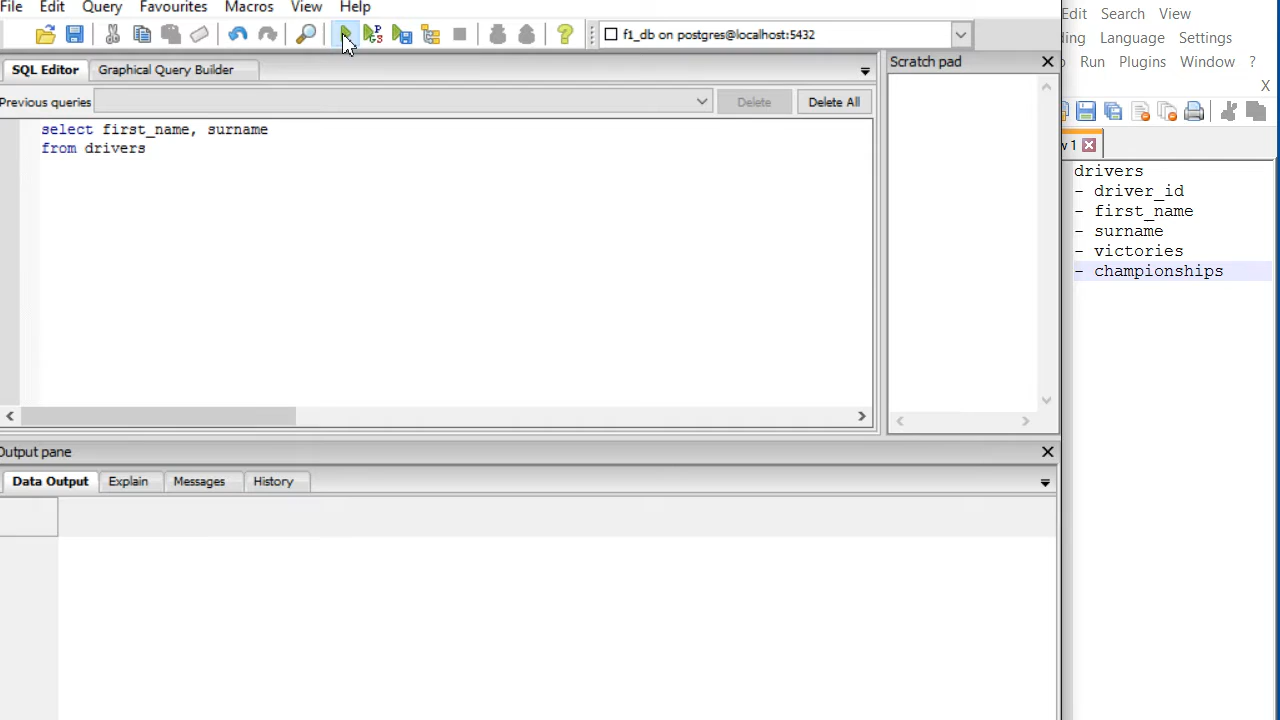 File Edit Query Favourites Macros View Help
f1_db on postgres@localhost:5432
SQL Editor Graphical Query Builder
Previous queries Delete Delete All
select first_name, surname
from drivers
Scratch pad
Output pane
Data Output Explain Messages History
Edit Search View
Language Settings
Run Plugins Window ?
X
drivers
- driver_id
- first_name
- surname
- victories
- championships